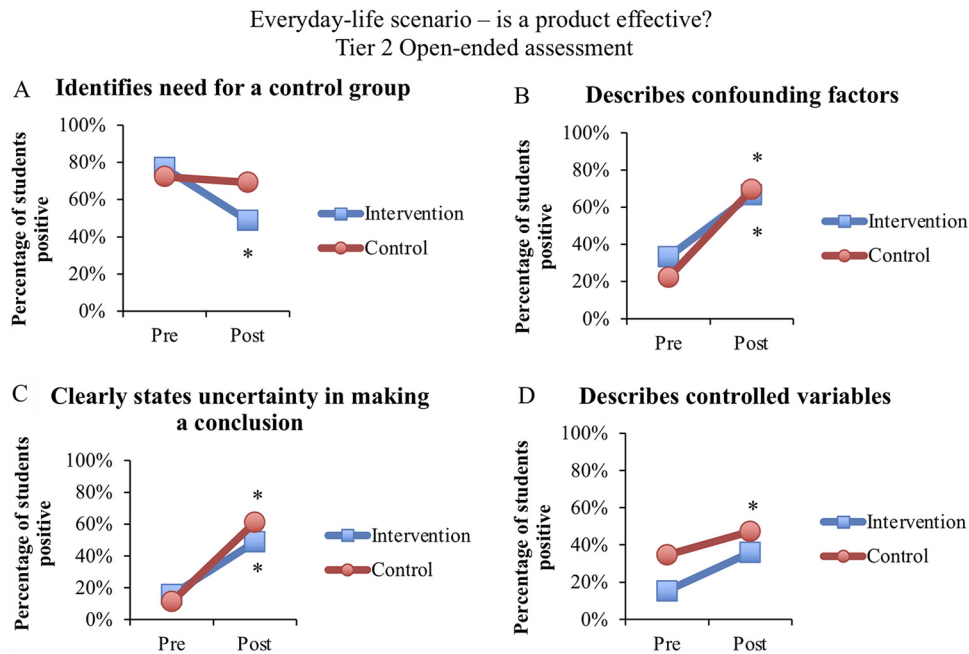 Everyday-life scenario – is a product effective?
Tier 2 Open-ended assessment
A Identifies need for a control group
Percentage of students
positive
100%
80%
60%
40%
20%
0%
*
Pre Post
Intervention
Control
B Describes confounding factors
Percentage of students
positive
100%
80%
60%
40%
20%
0%
*
*
Pre Post
Intervention
Control
C Clearly states uncertainty in making
a conclusion
Percentage of students
positive
100%
80%
60%
40%
20%
0%
*
*
Pre Post
Intervention
Control
D Describes controlled variables
Percentage of students
positive
100%
80%
60%
40%
20%
0%
*
Pre Post
Intervention
Control